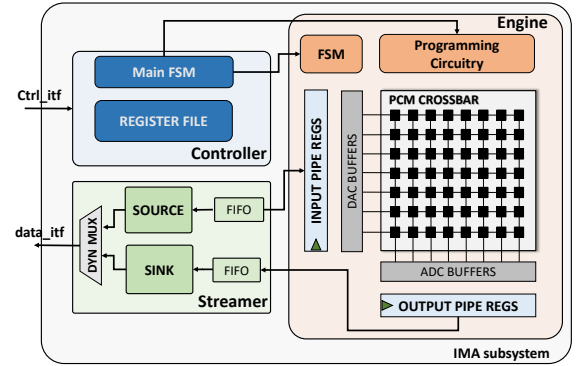 Engine
Main FSM
FSM
Programming
Circuitry
Ctrl_itf
REGISTER FILE
Controller
PCM CROSSBAR
INPUT PIPE REGS
DAC BUFFERS
SOURCE
FIFO
data_itf
DYN MUX
SINK
FIFO
Streamer
ADC BUFFERS
OUTPUT PIPE REGS
IMA subsystem